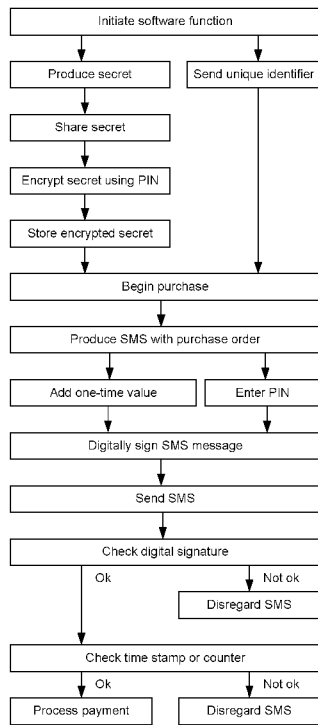 Initiate software function
Produce secret
Send unique identifier
Share secret
Encrypt secret using PIN
Store encrypted secret
Begin purchase
Produce SMS with purchase order
Add one-time value
Enter PIN
Digitally sign SMS message
Send SMS
Check digital signature
Ok
Not ok
Disregard SMS
Check time stamp or counter
Ok
Not ok
Process payment
Disregard SMS